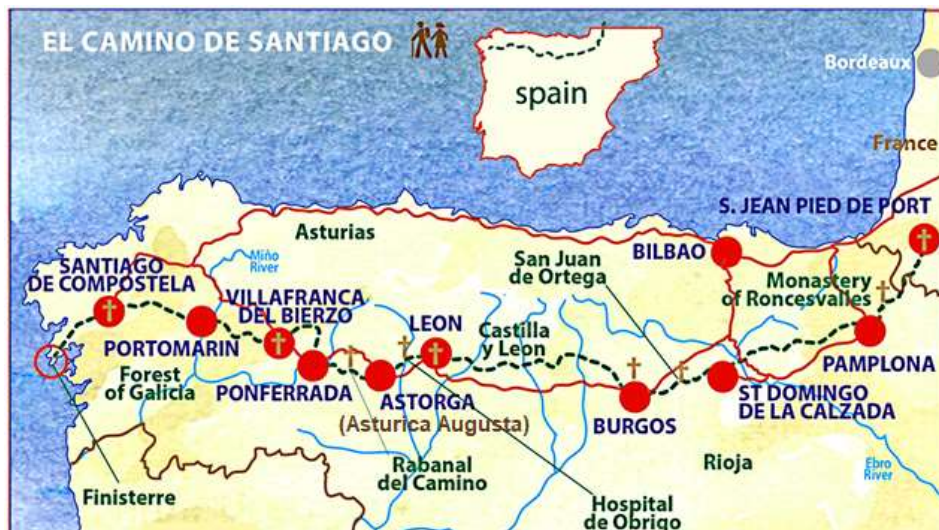 EL CAMINO DE SANTIAGO
spain
Bordeaux
France
S. JEAN PIED DE PORT
Asturias
BILBAO
Miño
River
San Juan
de Ortega
Monastery
of Roncesvalles
SANTIAGO
DE COMPOSTELA
VILLAFRANCA
DEL BIERZO
LEON
Castilla
y Leon
PORTOMARIN
Forest
of Galicia
PONFERRADA
ASTORGA
(Asturica Augusta)
BURGOS
ST DOMINGO
DE LA CALZADA
PAMPLONA
Rabanal
del Camino
Rioja
Ebro
River
Finisterre
Hospital
de Obrigo